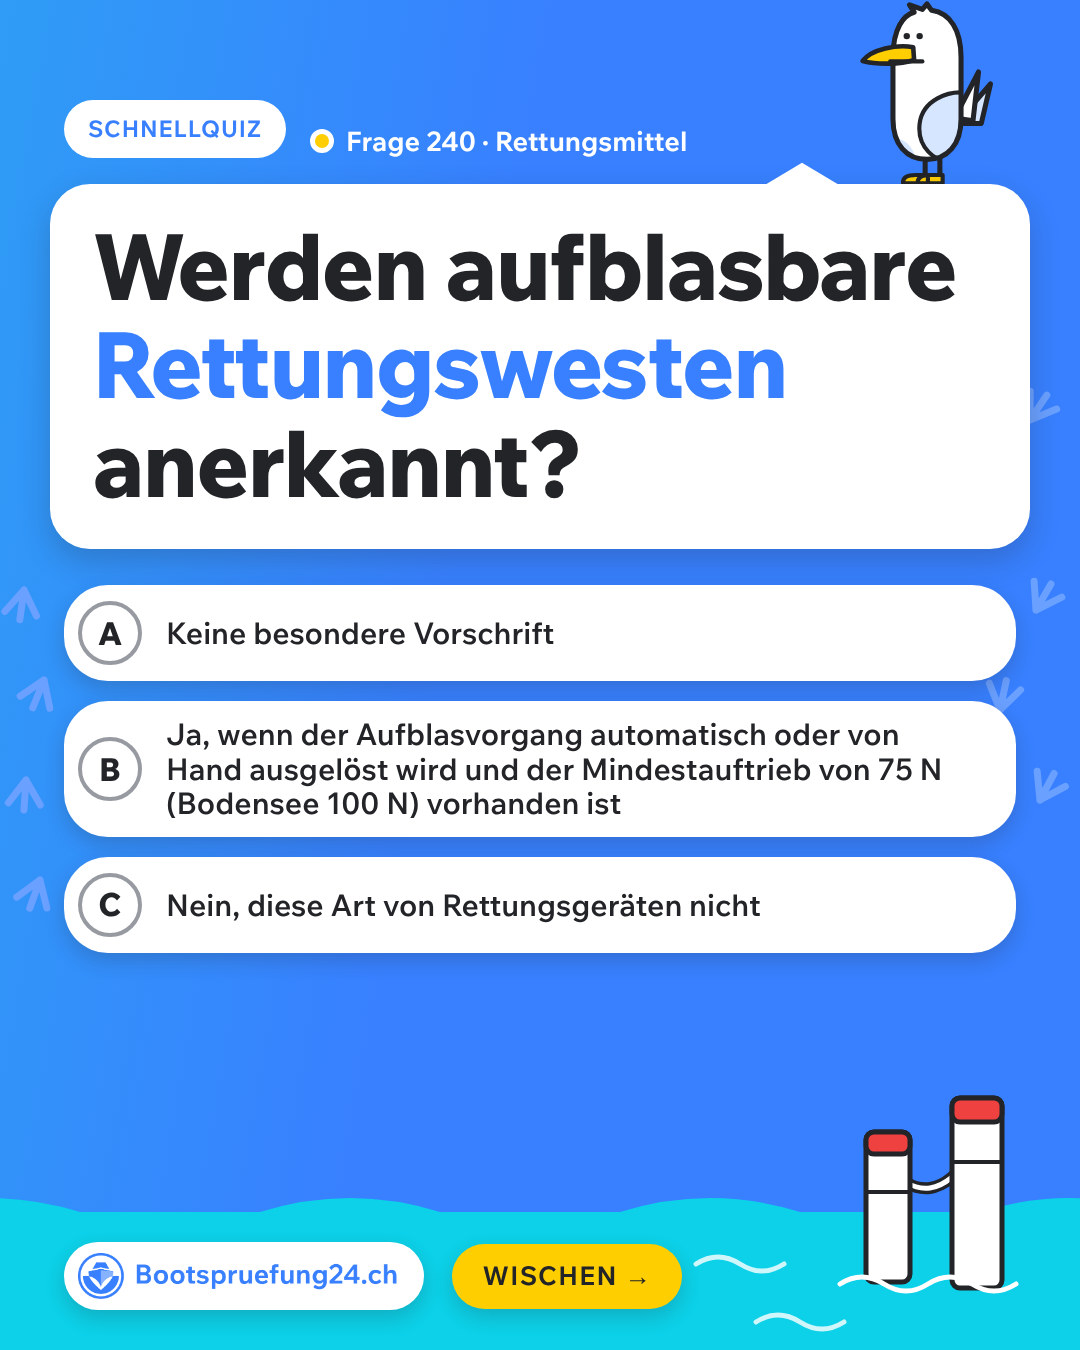 SCHNELLQUIZ
Frage 240 · Rettungsmittel
Werden aufblasbare
Rettungswesten
anerkannt?
A
Keine besondere Vorschrift
B
Ja, wenn der Aufblasvorgang automatisch oder von
Hand ausgelöst wird und der Mindestauftrieb von 75 N
(Bodensee 100 N) vorhanden ist
C
Nein, diese Art von Rettungsgeräten nicht
Bootspruefung24.ch
WISCHEN →